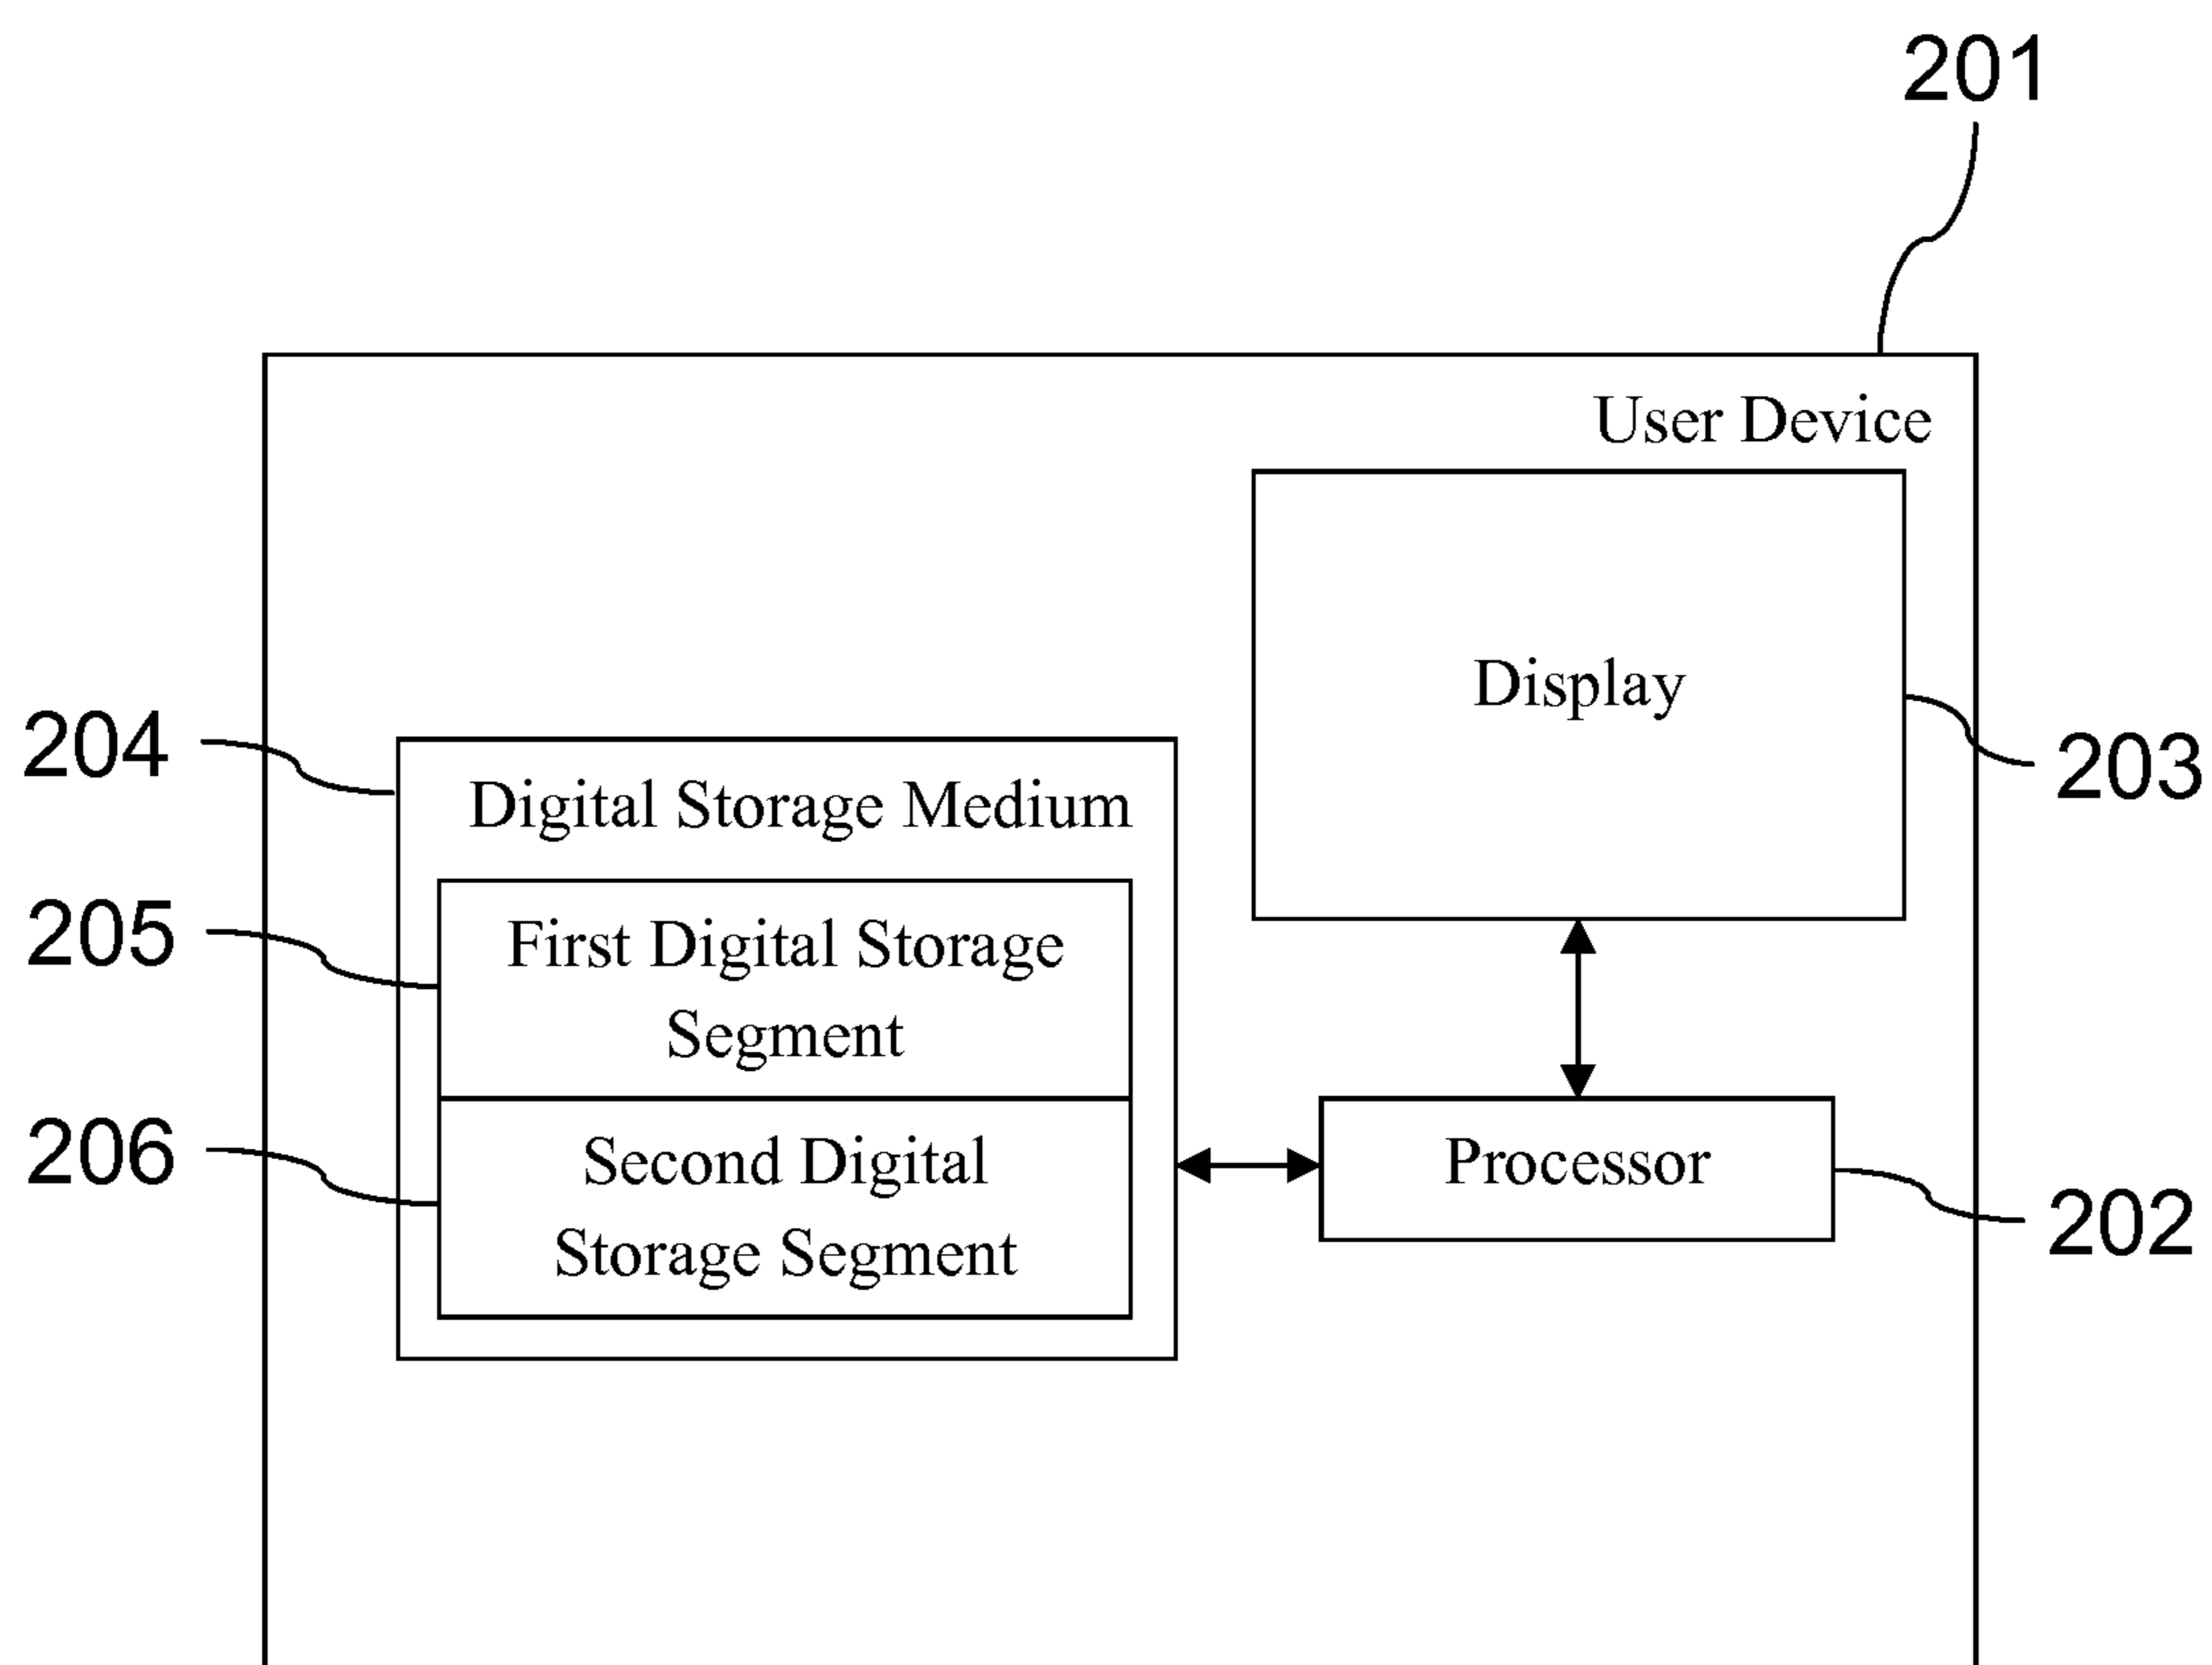 201
User Device
Display
203
204
Digital Storage Medium
205
First Digital Storage
Segment
206
Second Digital
Storage Segment
Processor
202